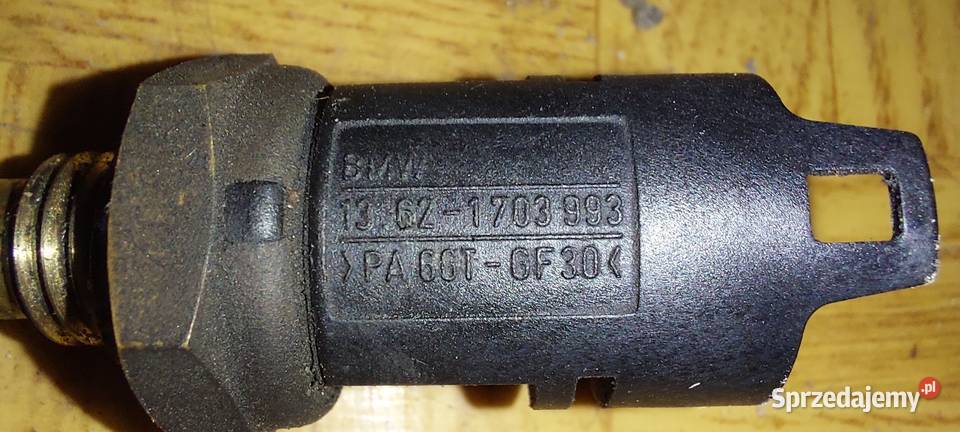 BMW
13 62-1 703 993
>PA 66T-GF30<
Sprzedajemy.pl